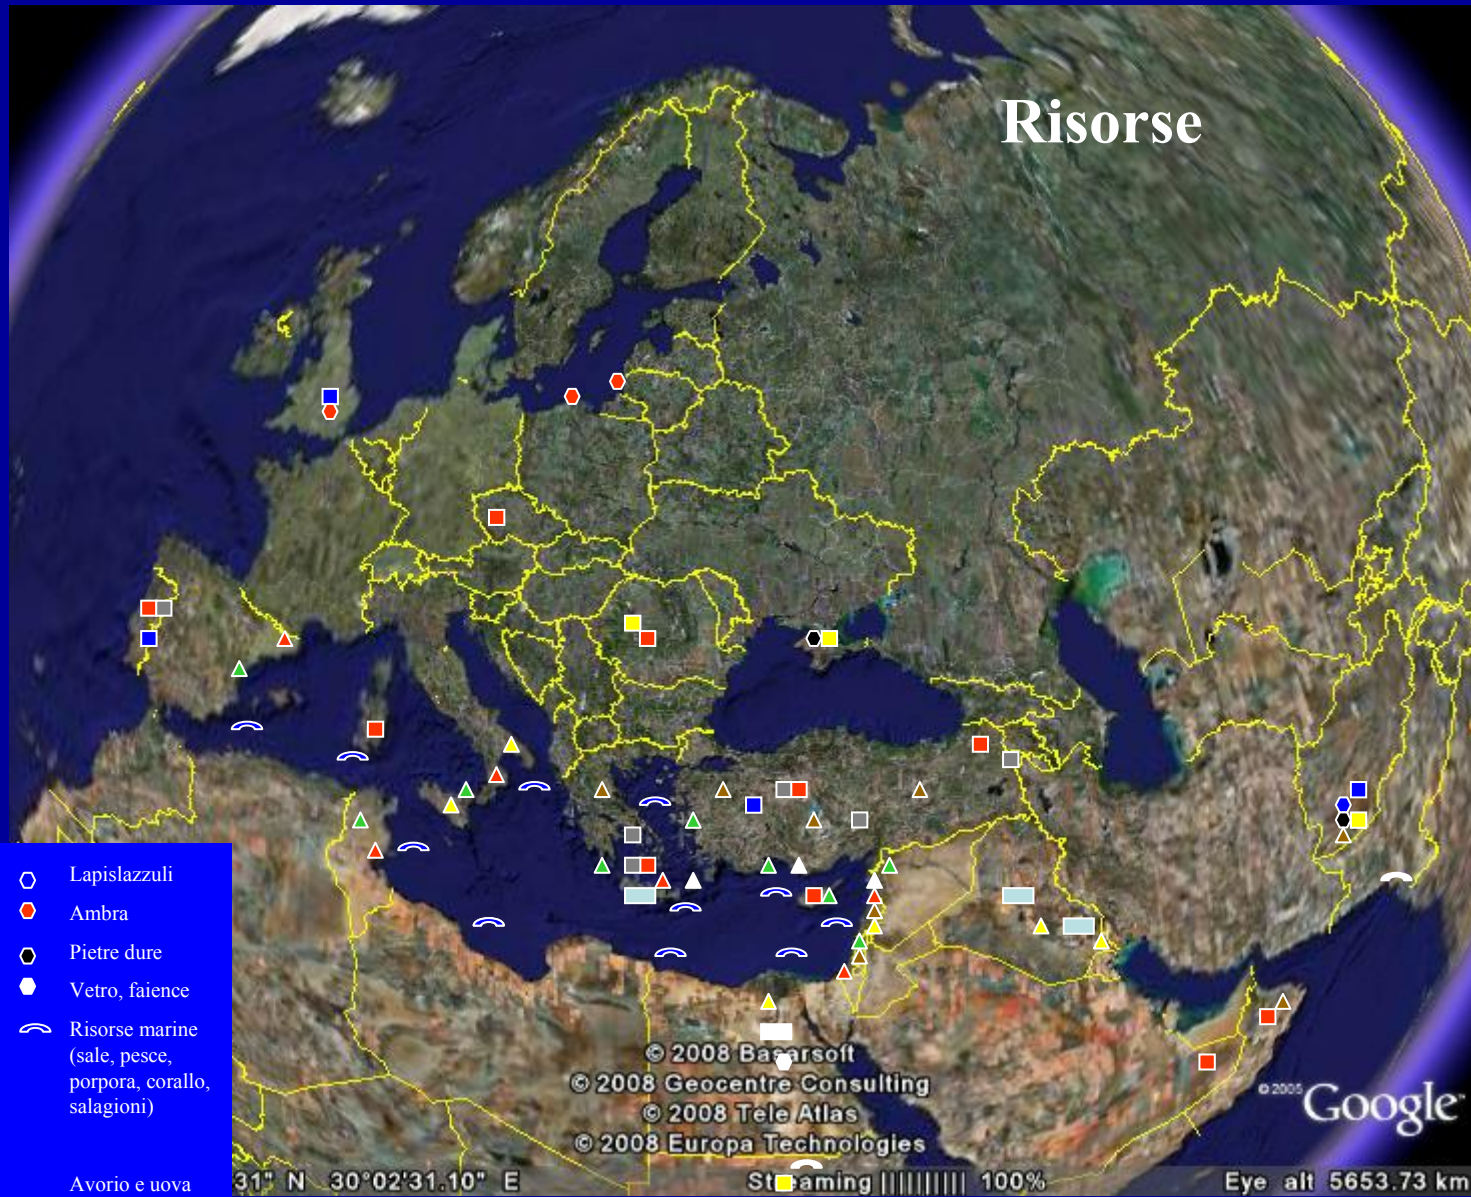 Risorse
Lapislazzuli
Ambra
Pietre dure
Vetro, faience
Risorse marine
(sale, pesce,
porpora, corallo,
salagioni)
Avorio e uova
© 2008 Basarsoft
© 2008 Geocentre Consulting
© 2008 Tele Atlas
© 2008 Europa Technologies
©2005 Google™
31" N 30°02'31.10" E
Streaming ||||||||| 100%
Eye alt 5653.73 km